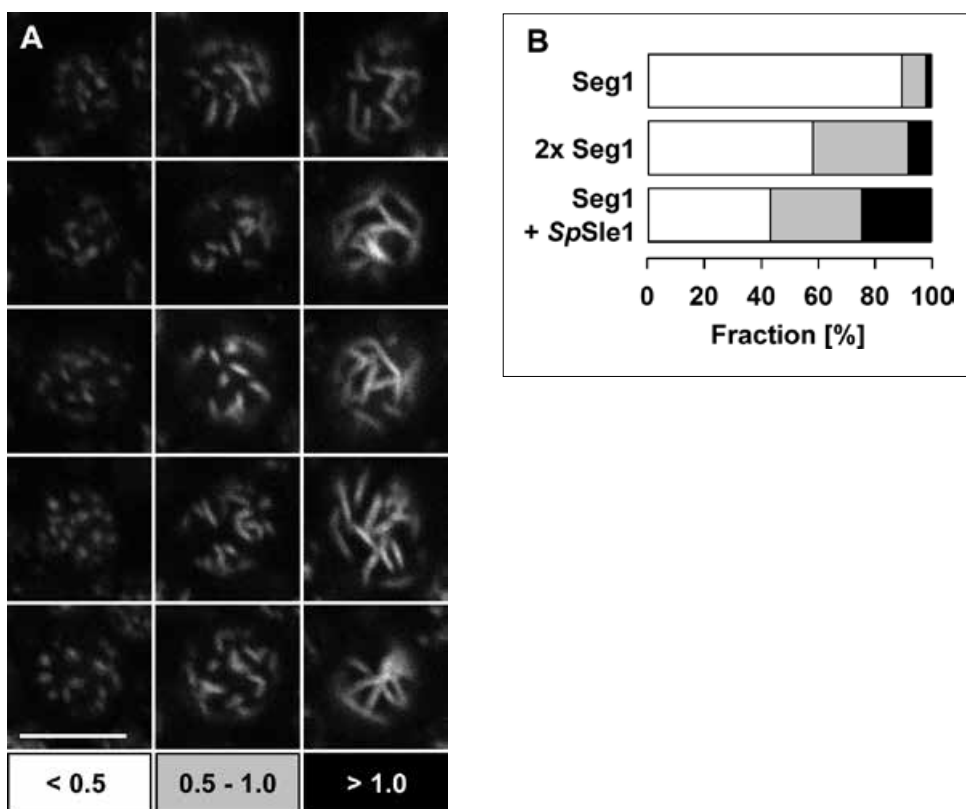 A
< 0.5
0.5 - 1.0
> 1.0
B
Seg1
2x Seg1
Seg1
+ SpSle1
0 20 40 60 80 100
Fraction [%]